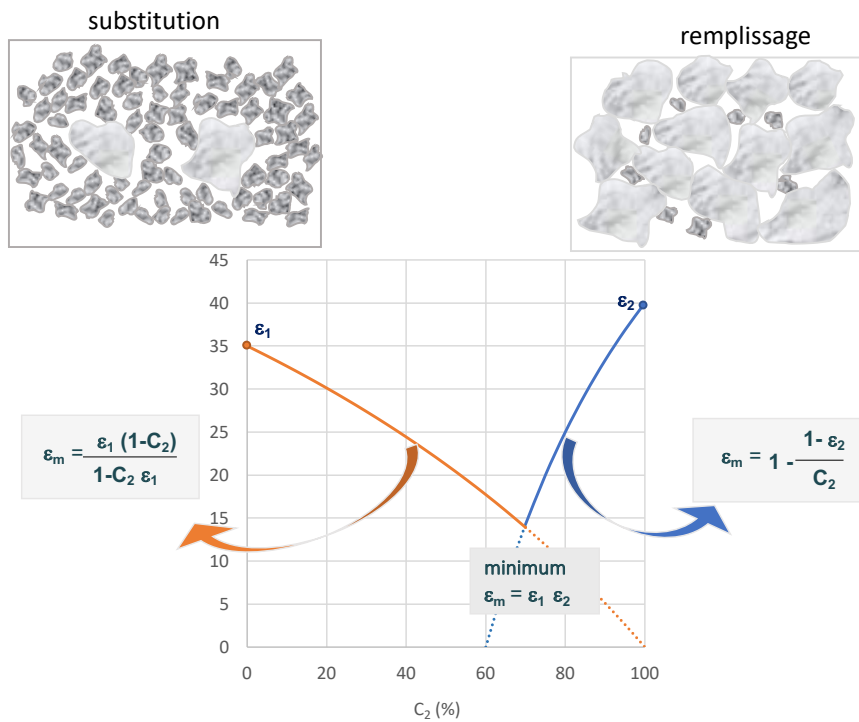 substitution
remplissage
45
40
35
30
25
20
15
10
5
0
ε₁
ε₂
εₘ = ε₁ (1-C₂)
1-C₂ ε₁
εₘ = 1 - 1- ε₂
C₂
minimum
εₘ = ε₁ ε₂
0 20 40 60 80 100
C₂ (%)